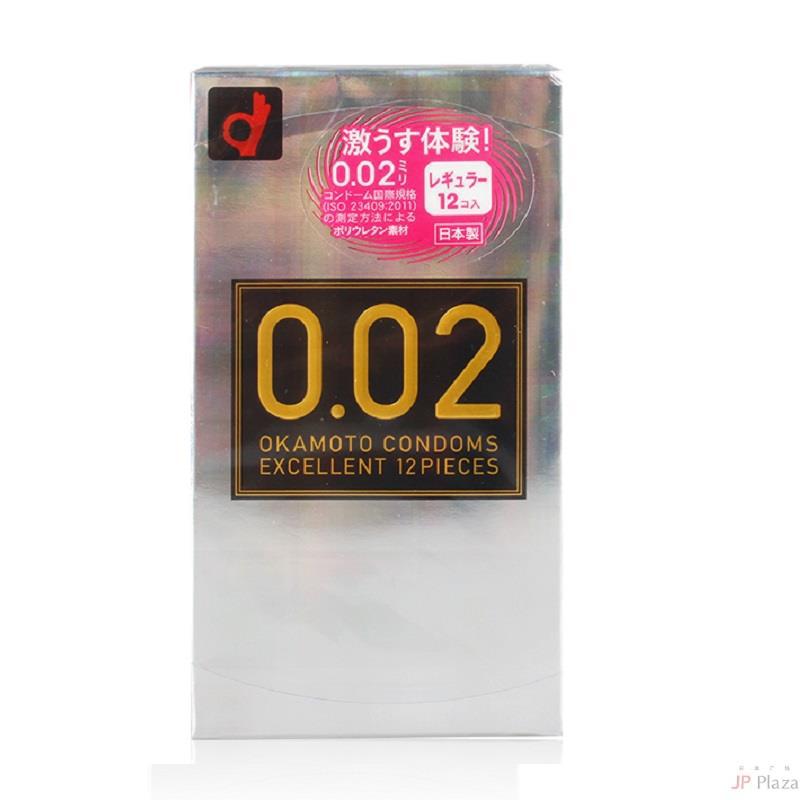 激うす体験!
0.02ミリ
コンドーム国際規格
(ISO 23409:2011)
の測定方法による
ポリウレタン素材
レギュラー
12コ入
日本製
0.02
OKAMOTO CONDOMS
EXCELLENT 12PIECES
JP Plaza